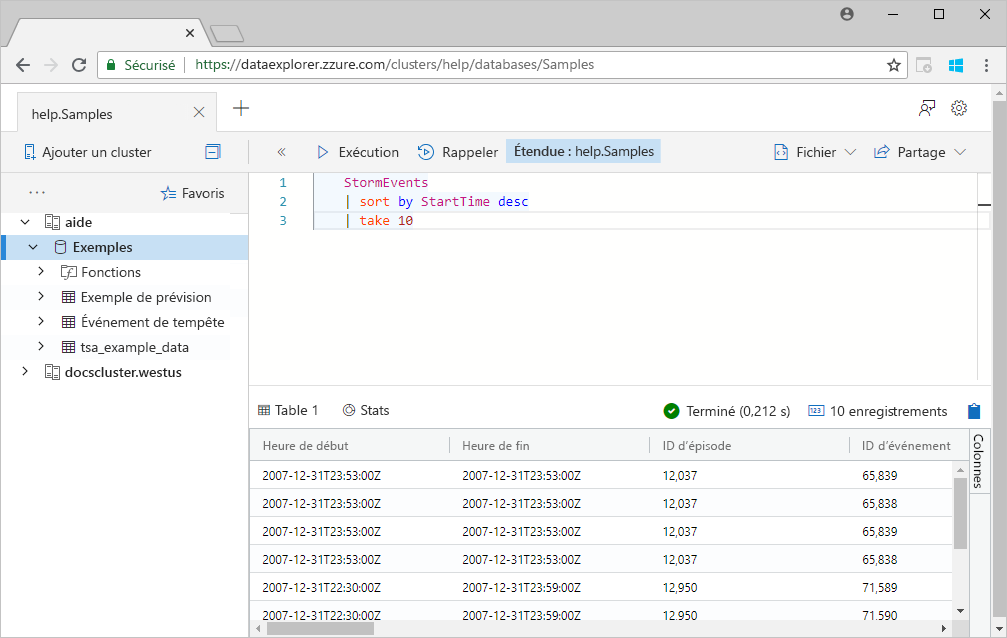 Sécurisé
https://dataexplorer.zzure.com/clusters/help/databases/Samples
help.Samples
Ajouter un cluster
Exécution
Rappeler
Étendue : help.Samples
Fichier
Partage
Favoris
aide
Exemples
Fonctions
Exemple de prévision
Événement de tempête
tsa_example_data
docscluster.westus
1 StormEvents
2 | sort by StartTime desc
3 | take 10
Table 1
Stats
Terminé (0,212 s)
123
10 enregistrements
Heure de début Heure de fin ID d'épisode ID d'événement
2007-12-31T23:53:00Z 2007-12-31T23:53:00Z 12,037 65,839
2007-12-31T23:53:00Z 2007-12-31T23:53:00Z 12,037 65,838
2007-12-31T23:53:00Z 2007-12-31T23:53:00Z 12,037 65,839
2007-12-31T23:53:00Z 2007-12-31T23:53:00Z 12,037 65,838
2007-12-31T22:30:00Z 2007-12-31T23:59:00Z 12,950 71,589
2007-12-31T22:30:00Z 2007-12-31T23:59:00Z 12,950 71,590
Colonnes